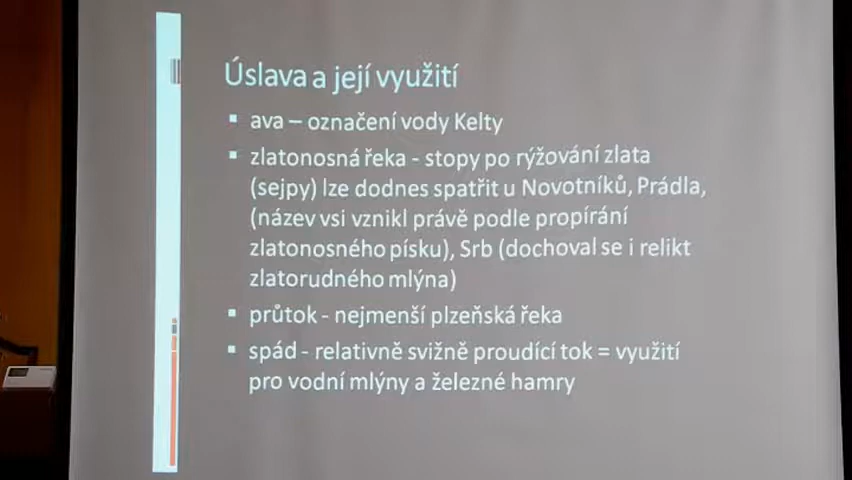 Úslava a její využití
▪ ava – označení vody Kelty
▪ zlatonosná řeka - stopy po rýžování zlata
(sejpy) lze dodnes spatřit u Novotníků, Prádla,
(název vsi vznikl právě podle propírání
zlatonosného písku), Srb (dochoval se i relikt
zlatorudného mlýna)
▪ průtok - nejmenší plzeňská řeka
▪ spád - relativně svižně proudící tok = využití
pro vodní mlýny a železné hamry